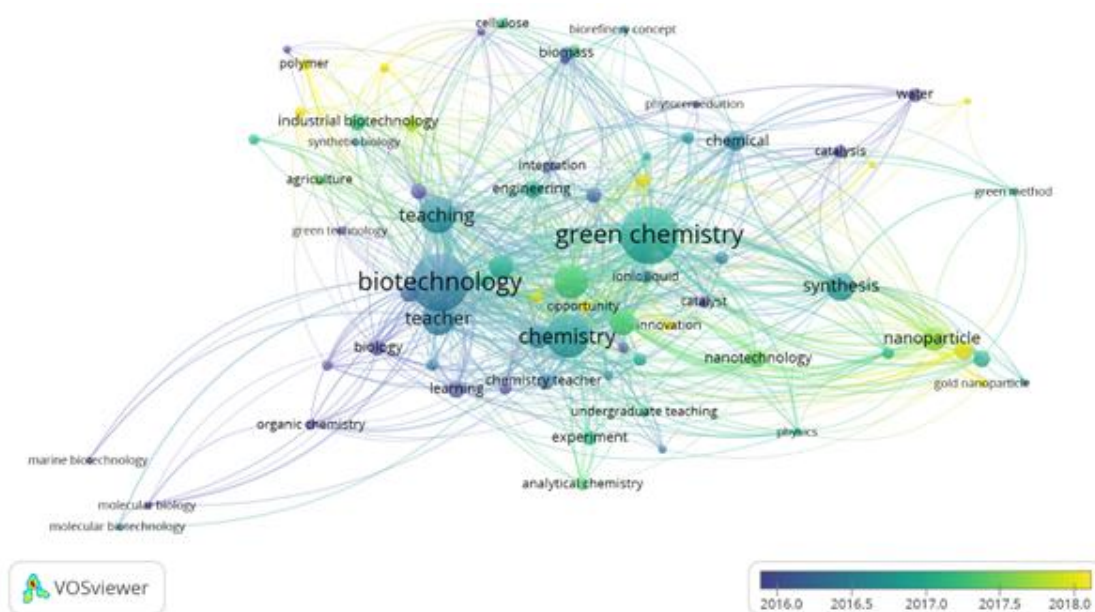 cellulose
biorefinery concept
biomass
polymer
water
phytoremediation
industrial biotechnology
synthetic biology
chemical
catalysis
integration
agriculture
engineering
green method
teaching
green technology
green chemistry
biotechnology
ionic liquid
synthesis
opportunity
catalyst
teacher
chemistry
innovation
nanoparticle
biology
nanotechnology
learning
chemistry teacher
gold nanoparticle
undergraduate teaching
organic chemistry
experiment
physics
marine biotechnology
analytical chemistry
molecular biology
molecular biotechnology
VOSviewer
2016.0 2016.5 2017.0 2017.5 2018.0